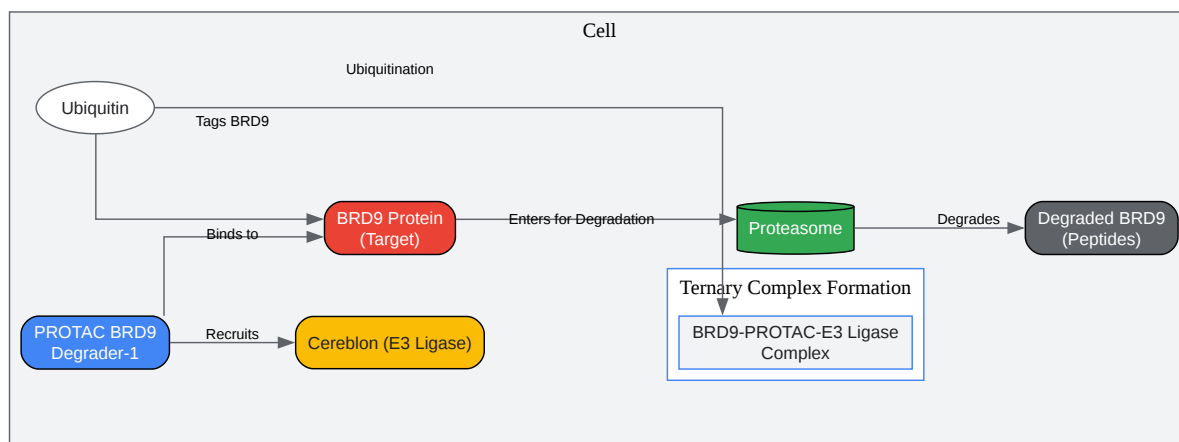 Cell
Ubiquitination
Ubiquitin
Tags BRD9
BRD9 Protein
(Target)
Enters for Degradation
Proteasome
Degrades
Degraded BRD9
(Peptides)
Binds to
Ternary Complex Formation
PROTAC BRD9
Degrader-1
Recruits
Cereblon (E3 Ligase)
BRD9-PROTAC-E3 Ligase
Complex